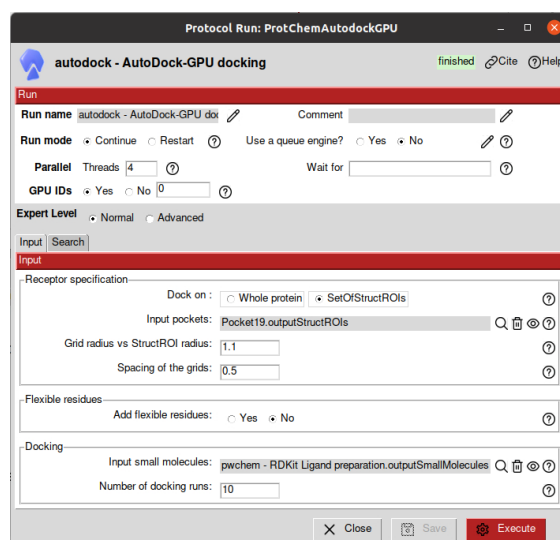 Protocol Run: ProtChemAutodockGPU
autodock - AutoDock-GPU docking
finished Cite Help
Run
Run name autodock - AutoDock-GPU doc Comment
Run mode Continue Restart Use a queue engine? Yes No
Parallel Threads 4 Wait for
GPU IDs Yes No 0
Expert Level Normal Advanced
Input Search
Input
Receptor specification
Dock on : Whole protein SetOfStructROIs
Input pockets: Pocket19.outputStructROIs
Grid radius vs StructROI radius: 1.1
Spacing of the grids: 0.5
Flexible residues
Add flexible residues: Yes No
Docking
Input small molecules: pwchem - RDKit Ligand preparation.outputSmallMolecules
Number of docking runs: 10
Close Save Execute